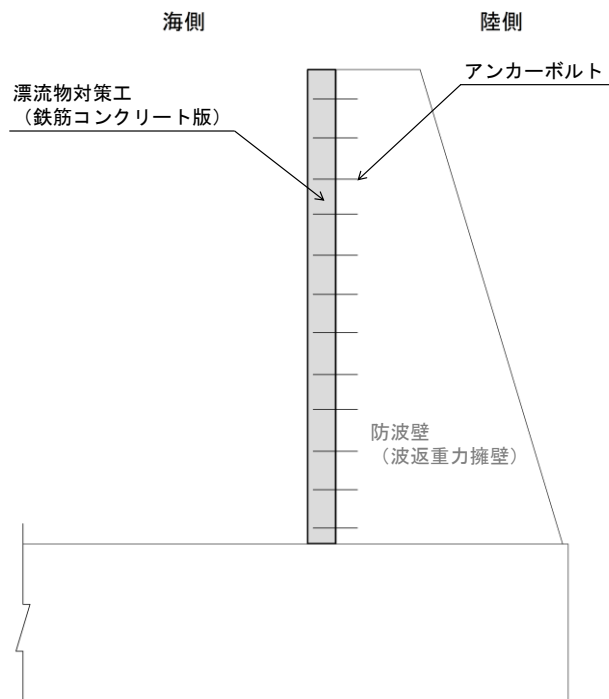 海側
陸側
漂流物対策工
（鉄筋コンクリート版）
アンカーボルト
防波壁
（波返重力擁壁）